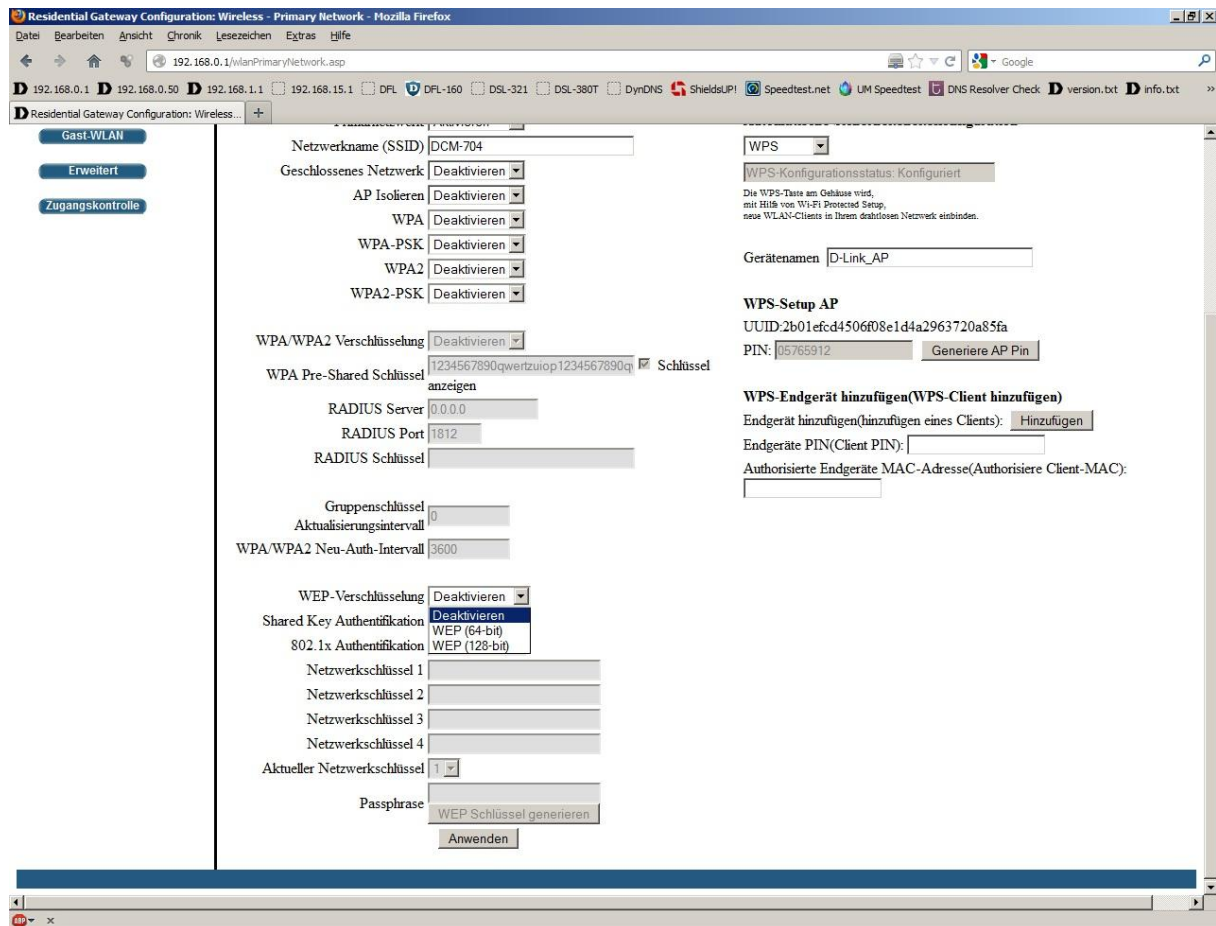 Residential Gateway Configuration: Wireless - Primary Network - Mozilla Firefox
Datei Bearbeiten Ansicht Chronik Lesezeichen Extras Hilfe
192.168.0.1/wlanPrimaryNetwork.asp
Google
192.168.0.1 192.168.0.50 192.168.1.1 192.168.15.1 DFL DFL-160 DSL-321 DSL-380T DynDNS ShieldsUP! Speedtest.net UM Speedtest DNS Resolver Check version.txt info.txt »
Residential Gateway Configuration: Wireless... +
Gast-WLAN
Erweitert
Zugangskontrolle
Netzwerkname (SSID) DCM-704
Geschlossenes Netzwerk Deaktivieren
AP Isolieren Deaktivieren
WPA Deaktivieren
WPA-PSK Deaktivieren
WPA2 Deaktivieren
WPA2-PSK Deaktivieren
WPA/WPA2 Verschlüsselung Deaktivieren
WPA Pre-Shared Schlüssel 1234567890qwertzuiop1234567890q Schlüssel
anzeigen
RADIUS Server 0.0.0.0
RADIUS Port 1812
RADIUS Schlüssel
Gruppenschlüssel
Aktualisierungsintervall 0
WPA/WPA2 Neu-Auth-Intervall 3600
WEP-Verschlüsselung Deaktivieren
Deaktivieren
WEP (64-bit)
WEP (128-bit)
Shared Key Authentifikation
802.1x Authentifikation
Netzwerkschlüssel 1
Netzwerkschlüssel 2
Netzwerkschlüssel 3
Netzwerkschlüssel 4
Aktueller Netzwerkschlüssel 1
Passphrase
WEP Schlüssel generieren
Anwenden
WPS
WPS-Konfigurationsstatus: Konfiguriert
Die WPS-Taste am Gehäuse wird,
mit Hilfe von Wi-Fi Protected Setup,
neue WLAN-Clients in Ihrem drahtlosen Netzwerk einbinden.
Gerätenamen D-Link_AP
WPS-Setup AP
UUID:2b01efcd4506f08e1d4a2963720a85fa
PIN: 05765912 Generiere AP Pin
WPS-Endgerät hinzufügen(WPS-Client hinzufügen)
Endgerät hinzufügen(hinzufügen eines Clients): Hinzufügen
Endgeräte PIN(Client PIN):
Authorisierte Endgeräte MAC-Adresse(Authorisiere Client-MAC):
ABP